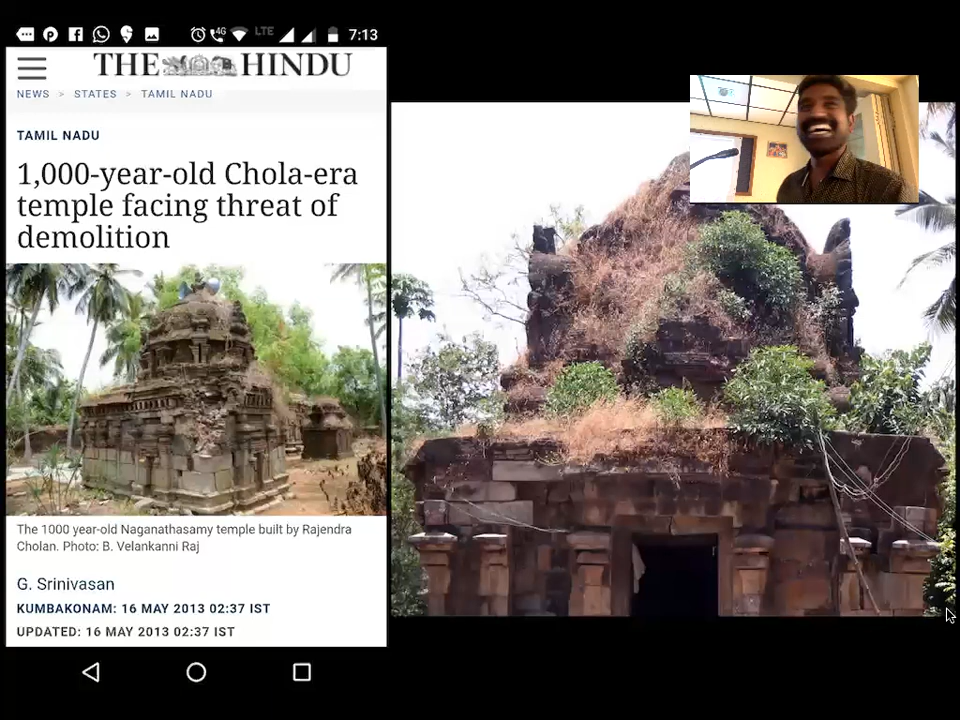 LTE 4G 7:13
THE HINDU
NEWS > STATES > TAMIL NADU
TAMIL NADU
1,000-year-old Chola-era
temple facing threat of
demolition
The 1000 year-old Naganathasamy temple built by Rajendra
Cholan. Photo: B. Velankanni Raj
G. Srinivasan
KUMBAKONAM: 16 MAY 2013 02:37 IST
UPDATED: 16 MAY 2013 02:37 IST